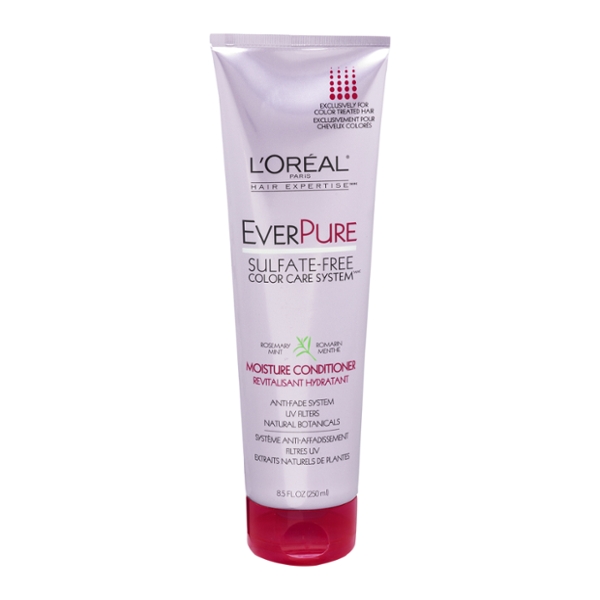 EXCLUSIVELY FOR
COLOR TREATED HAIR
EXCLUSIVEMENT POUR
CHEVEUX COLORÉS
L'ORÉAL®
PARIS
HAIR EXPERTISE™
EVERPURE
SULFATE-FREE
COLOR CARE SYSTEM™
ROSEMARY ROMARIN
MINT MENTHE
MOISTURE CONDITIONER
REVITALISANT HYDRATANT
ANTI-FADE SYSTEM
UV FILTERS
NATURAL BOTANICALS
SYSTÈME ANTI-AFFADISSEMENT
FILTRES UV
EXTRAITS NATURELS DE PLANTES
8.5 FL OZ (250 ml)